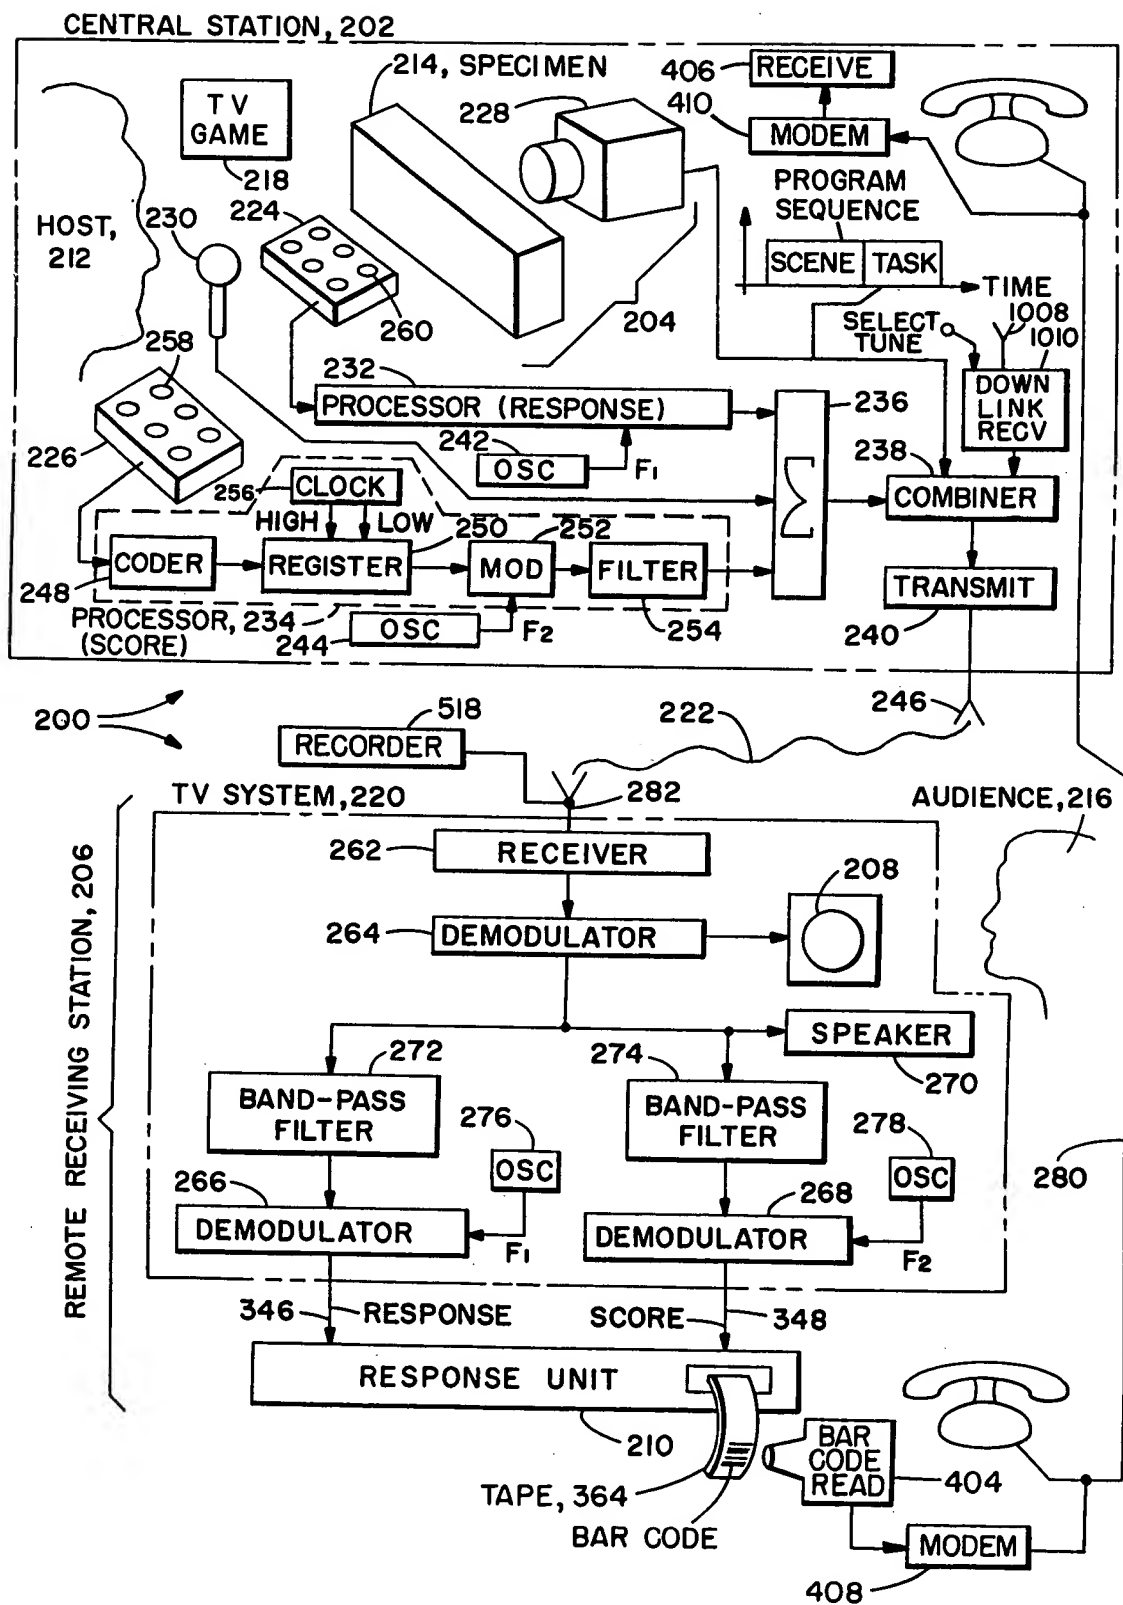 CENTRAL STATION, 202
TV
GAME
218
214, SPECIMEN
228
406
RECEIVE
410
MODEM
HOST,
212
230
224
260
204
PROGRAM
SEQUENCE
SCENE
TASK
TIME
SELECT
TUNE
1008
1010
DOWN
LINK
RECV
258
226
232
PROCESSOR (RESPONSE)
236
242
OSC
F1
238
COMBINER
256
CLOCK
HIGH
LOW
250
252
CODER
248
REGISTER
MOD
FILTER
254
PROCESSOR, 234
(SCORE)
244
OSC
F2
TRANSMIT
240
246
200
518
RECORDER
222
282
TV SYSTEM, 220
AUDIENCE, 216
REMOTE RECEIVING STATION, 206
262
RECEIVER
208
264
DEMODULATOR
SPEAKER
270
272
BAND-PASS
FILTER
274
BAND-PASS
FILTER
276
OSC
278
OSC
280
266
DEMODULATOR
F1
268
DEMODULATOR
F2
346
RESPONSE
SCORE
348
RESPONSE UNIT
210
TAPE, 364
BAR CODE
BAR
CODE
READ
404
MODEM
408